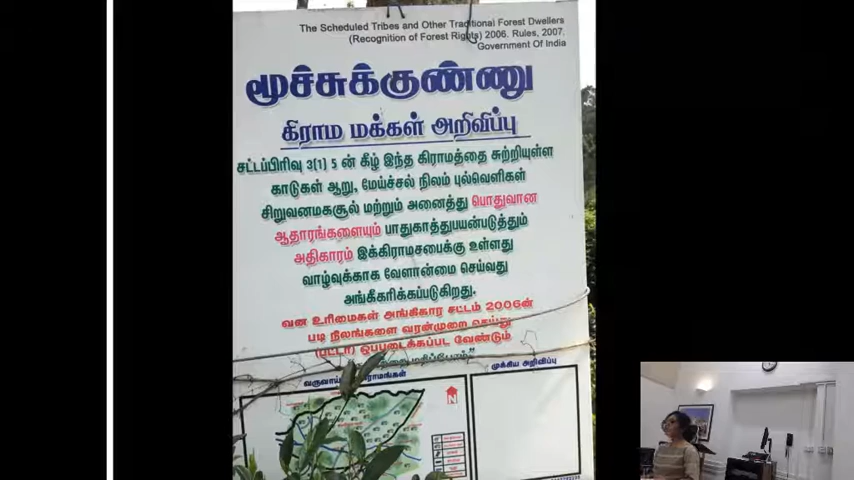 The Scheduled Tribes and Other Traditional Forest Dwellers
(Recognition of Forest Rights) 2006. Rules, 2007.
Government Of India
மூச்சுக்குண்ணு
கிராம மக்கள் அறிவிப்பு
சட்டப்பிரிவு 3(1) 5 ன் கீழ் இந்த கிராமத்தை சுற்றியுள்ள
காடுகள் ஆறு, மேய்ச்சல் நிலம் புல்வெளிகள்
சிறுவனமகசூல் மற்றும் அனைத்து பொதுவான
ஆதாரங்களையும் பாதுகாத்துபயன்படுத்தும்
அதிகாரம் இக்கிராமசபைக்கு உள்ளது
வாழ்வுக்காக வேளான்மை செய்வது
அங்கீகரிக்கப்படுகிறது.
வன உரிமைகள் அங்கிகார சட்டம் 2006ன்
படி நிலங்களை வரன்முறை செய்து
(பட்டா) ஒப்படைக்கப்பட வேண்டும்
முக்கிய அறிவிப்பு
N